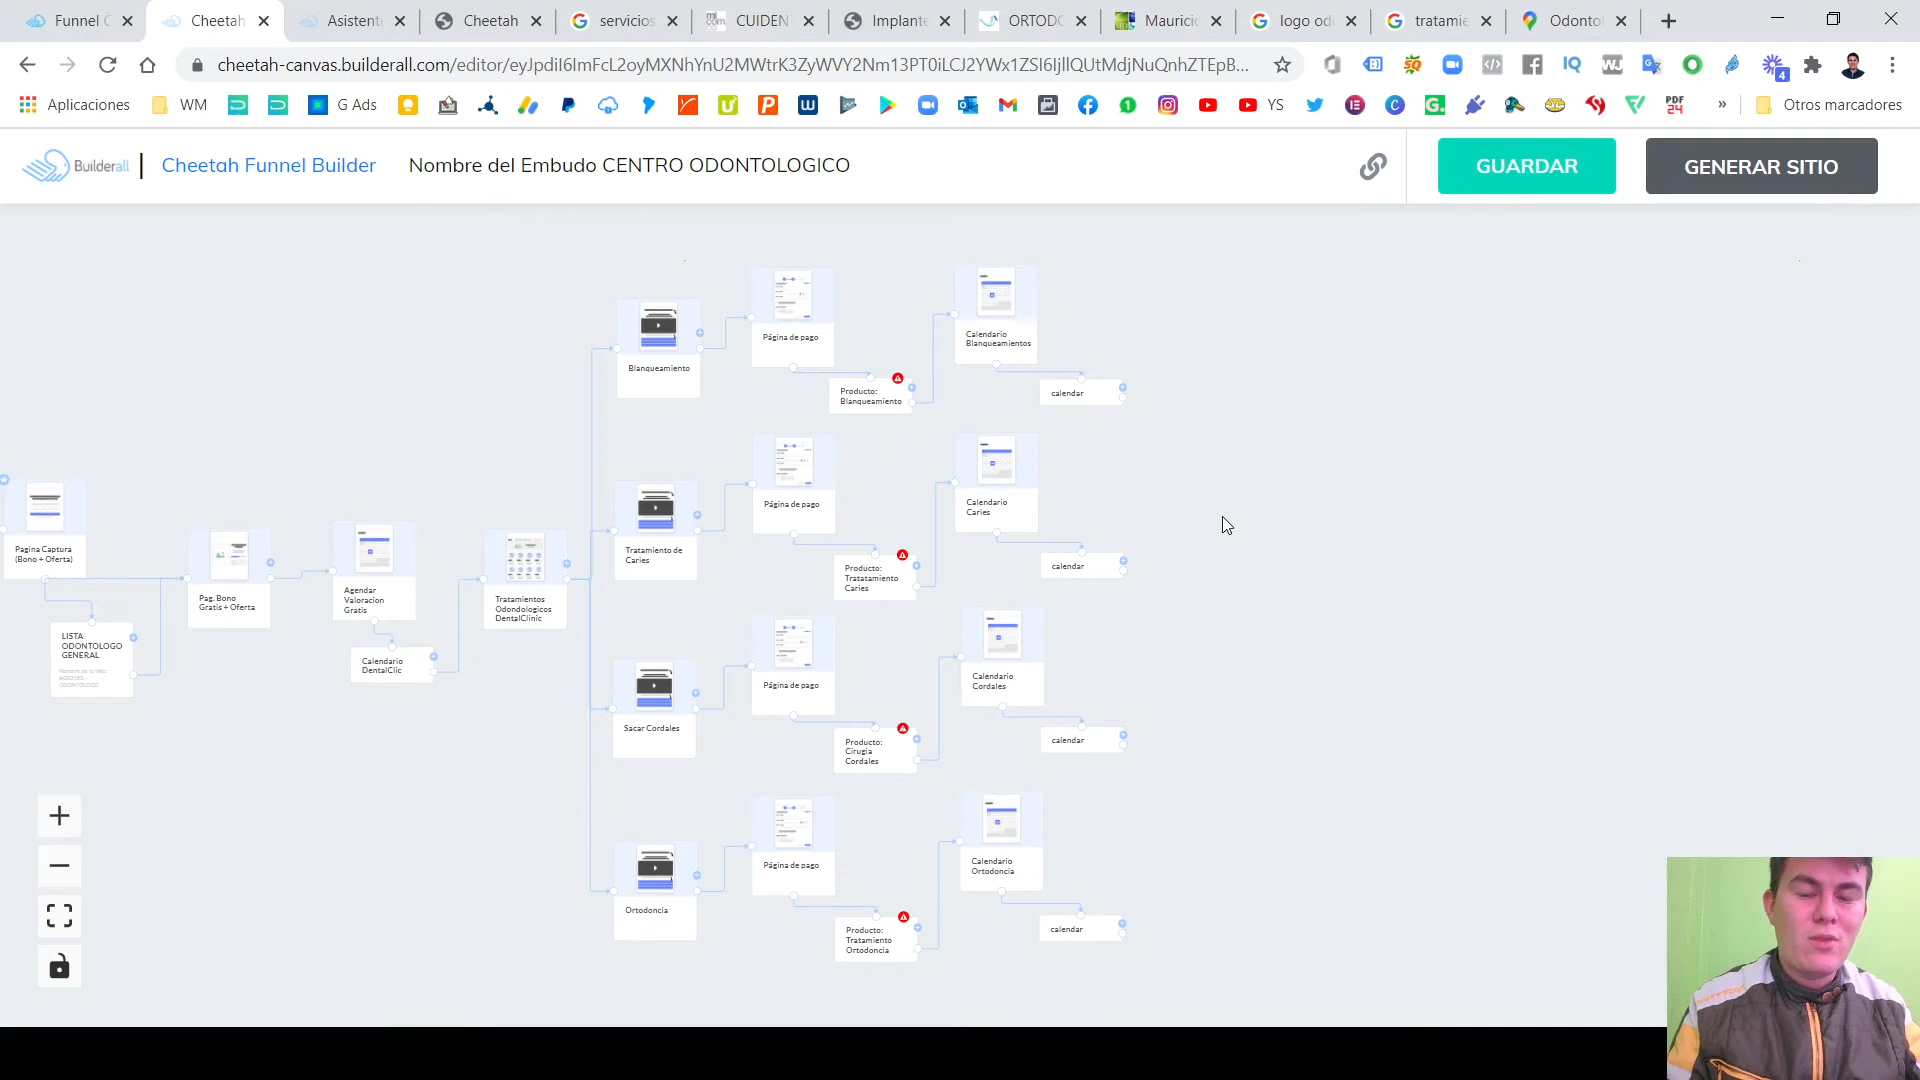 Funnel C
Cheetah
Asistent
Cheetah
servicios
CUIDEN
Implante
ORTODO
Mauricio
logo od
tratamie
Odontol
cheetah-canvas.builderall.com/editor/eyJpdiI6ImFcL2oyMXNhYnU2MWtrK3ZyWVY2Nm13PT0iLCJ2YWx1ZSI6IjllQUtMdjNuQnhZTEpB...
Aplicaciones
WM
G Ads
YS
PDF
24
»
Otros marcadores
Builderall
Cheetah Funnel Builder
Nombre del Embudo CENTRO ODONTOLOGICO
GUARDAR
GENERAR SITIO
Pagina Captura
(Bono + Oferta)
LISTA
ODONTOLOGO
GENERAL
Pag. Bono
Gratis + Oferta
Agendar
Valoracion
Gratis
Calendario
DentalClic
Tratamientos
Odondologicos
DentalClinic
Blanqueamiento
Página de pago
Producto:
Blanqueamiento
Calendario
Blanqueamientos
calendar
Tratamiento de
Caries
Página de pago
Producto:
Tratatamiento
Caries
Calendario
Caries
calendar
Sacar Cordales
Página de pago
Producto:
Cirugia
Cordales
Calendario
Cordales
calendar
Ortodoncia
Página de pago
Producto:
Tratamiento
Ortodoncia
Calendario
Ortodoncia
calendar